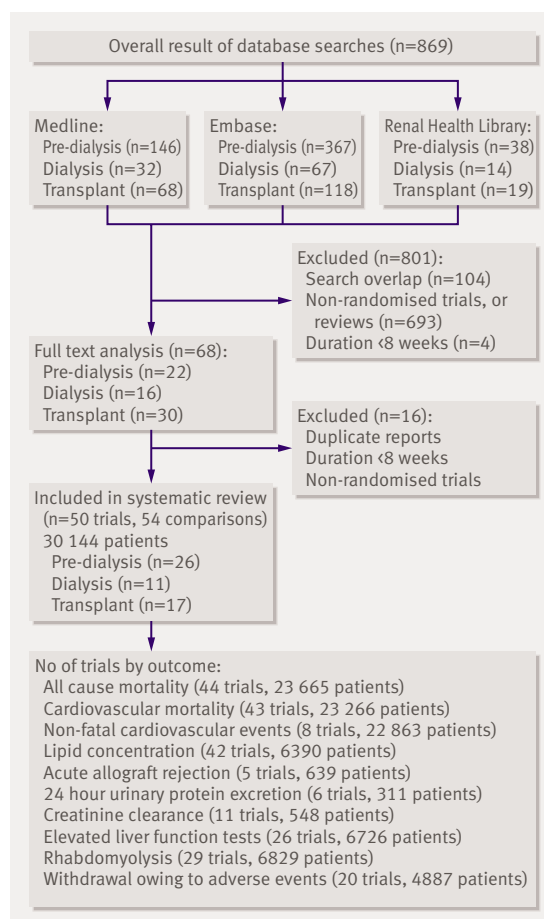 Overall result of database searches (n=869)
Medline:
Pre-dialysis (n=146)
Dialysis (n=32)
Transplant (n=68)
Embase:
Pre-dialysis (n=367)
Dialysis (n=67)
Transplant (n=118)
Renal Health Library:
Pre-dialysis (n=38)
Dialysis (n=14)
Transplant (n=19)
Excluded (n=801):
Search overlap (n=104)
Non-randomised trials, or
reviews (n=693)
Duration <8 weeks (n=4)
Full text analysis (n=68):
Pre-dialysis (n=22)
Dialysis (n=16)
Transplant (n=30)
Excluded (n=16):
Duplicate reports
Duration <8 weeks
Non-randomised trials
Included in systematic review
(n=50 trials, 54 comparisons)
30 144 patients
Pre-dialysis (n=26)
Dialysis (n=11)
Transplant (n=17)
No of trials by outcome:
All cause mortality (44 trials, 23 665 patients)
Cardiovascular mortality (43 trials, 23 266 patients)
Non-fatal cardiovascular events (8 trials, 22 863 patients)
Lipid concentration (42 trials, 6390 patients)
Acute allograft rejection (5 trials, 639 patients)
24 hour urinary protein excretion (6 trials, 311 patients)
Creatinine clearance (11 trials, 548 patients)
Elevated liver function tests (26 trials, 6726 patients)
Rhabdomyolysis (29 trials, 6829 patients)
Withdrawal owing to adverse events (20 trials, 4887 patients)